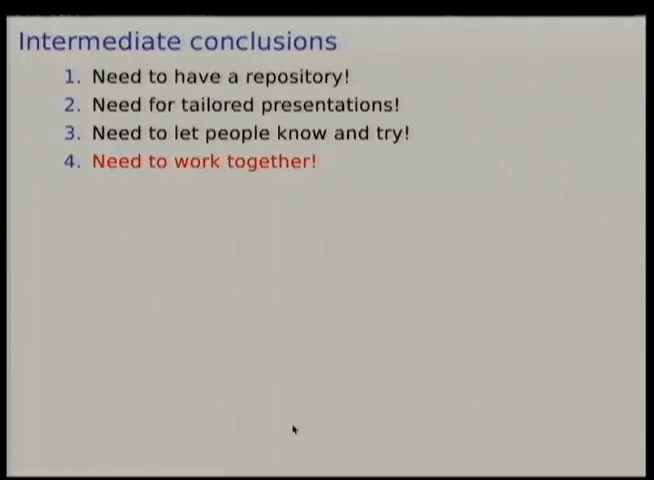 Intermediate conclusions
1. Need to have a repository!
2. Need for tailored presentations!
3. Need to let people know and try!
4. Need to work together!